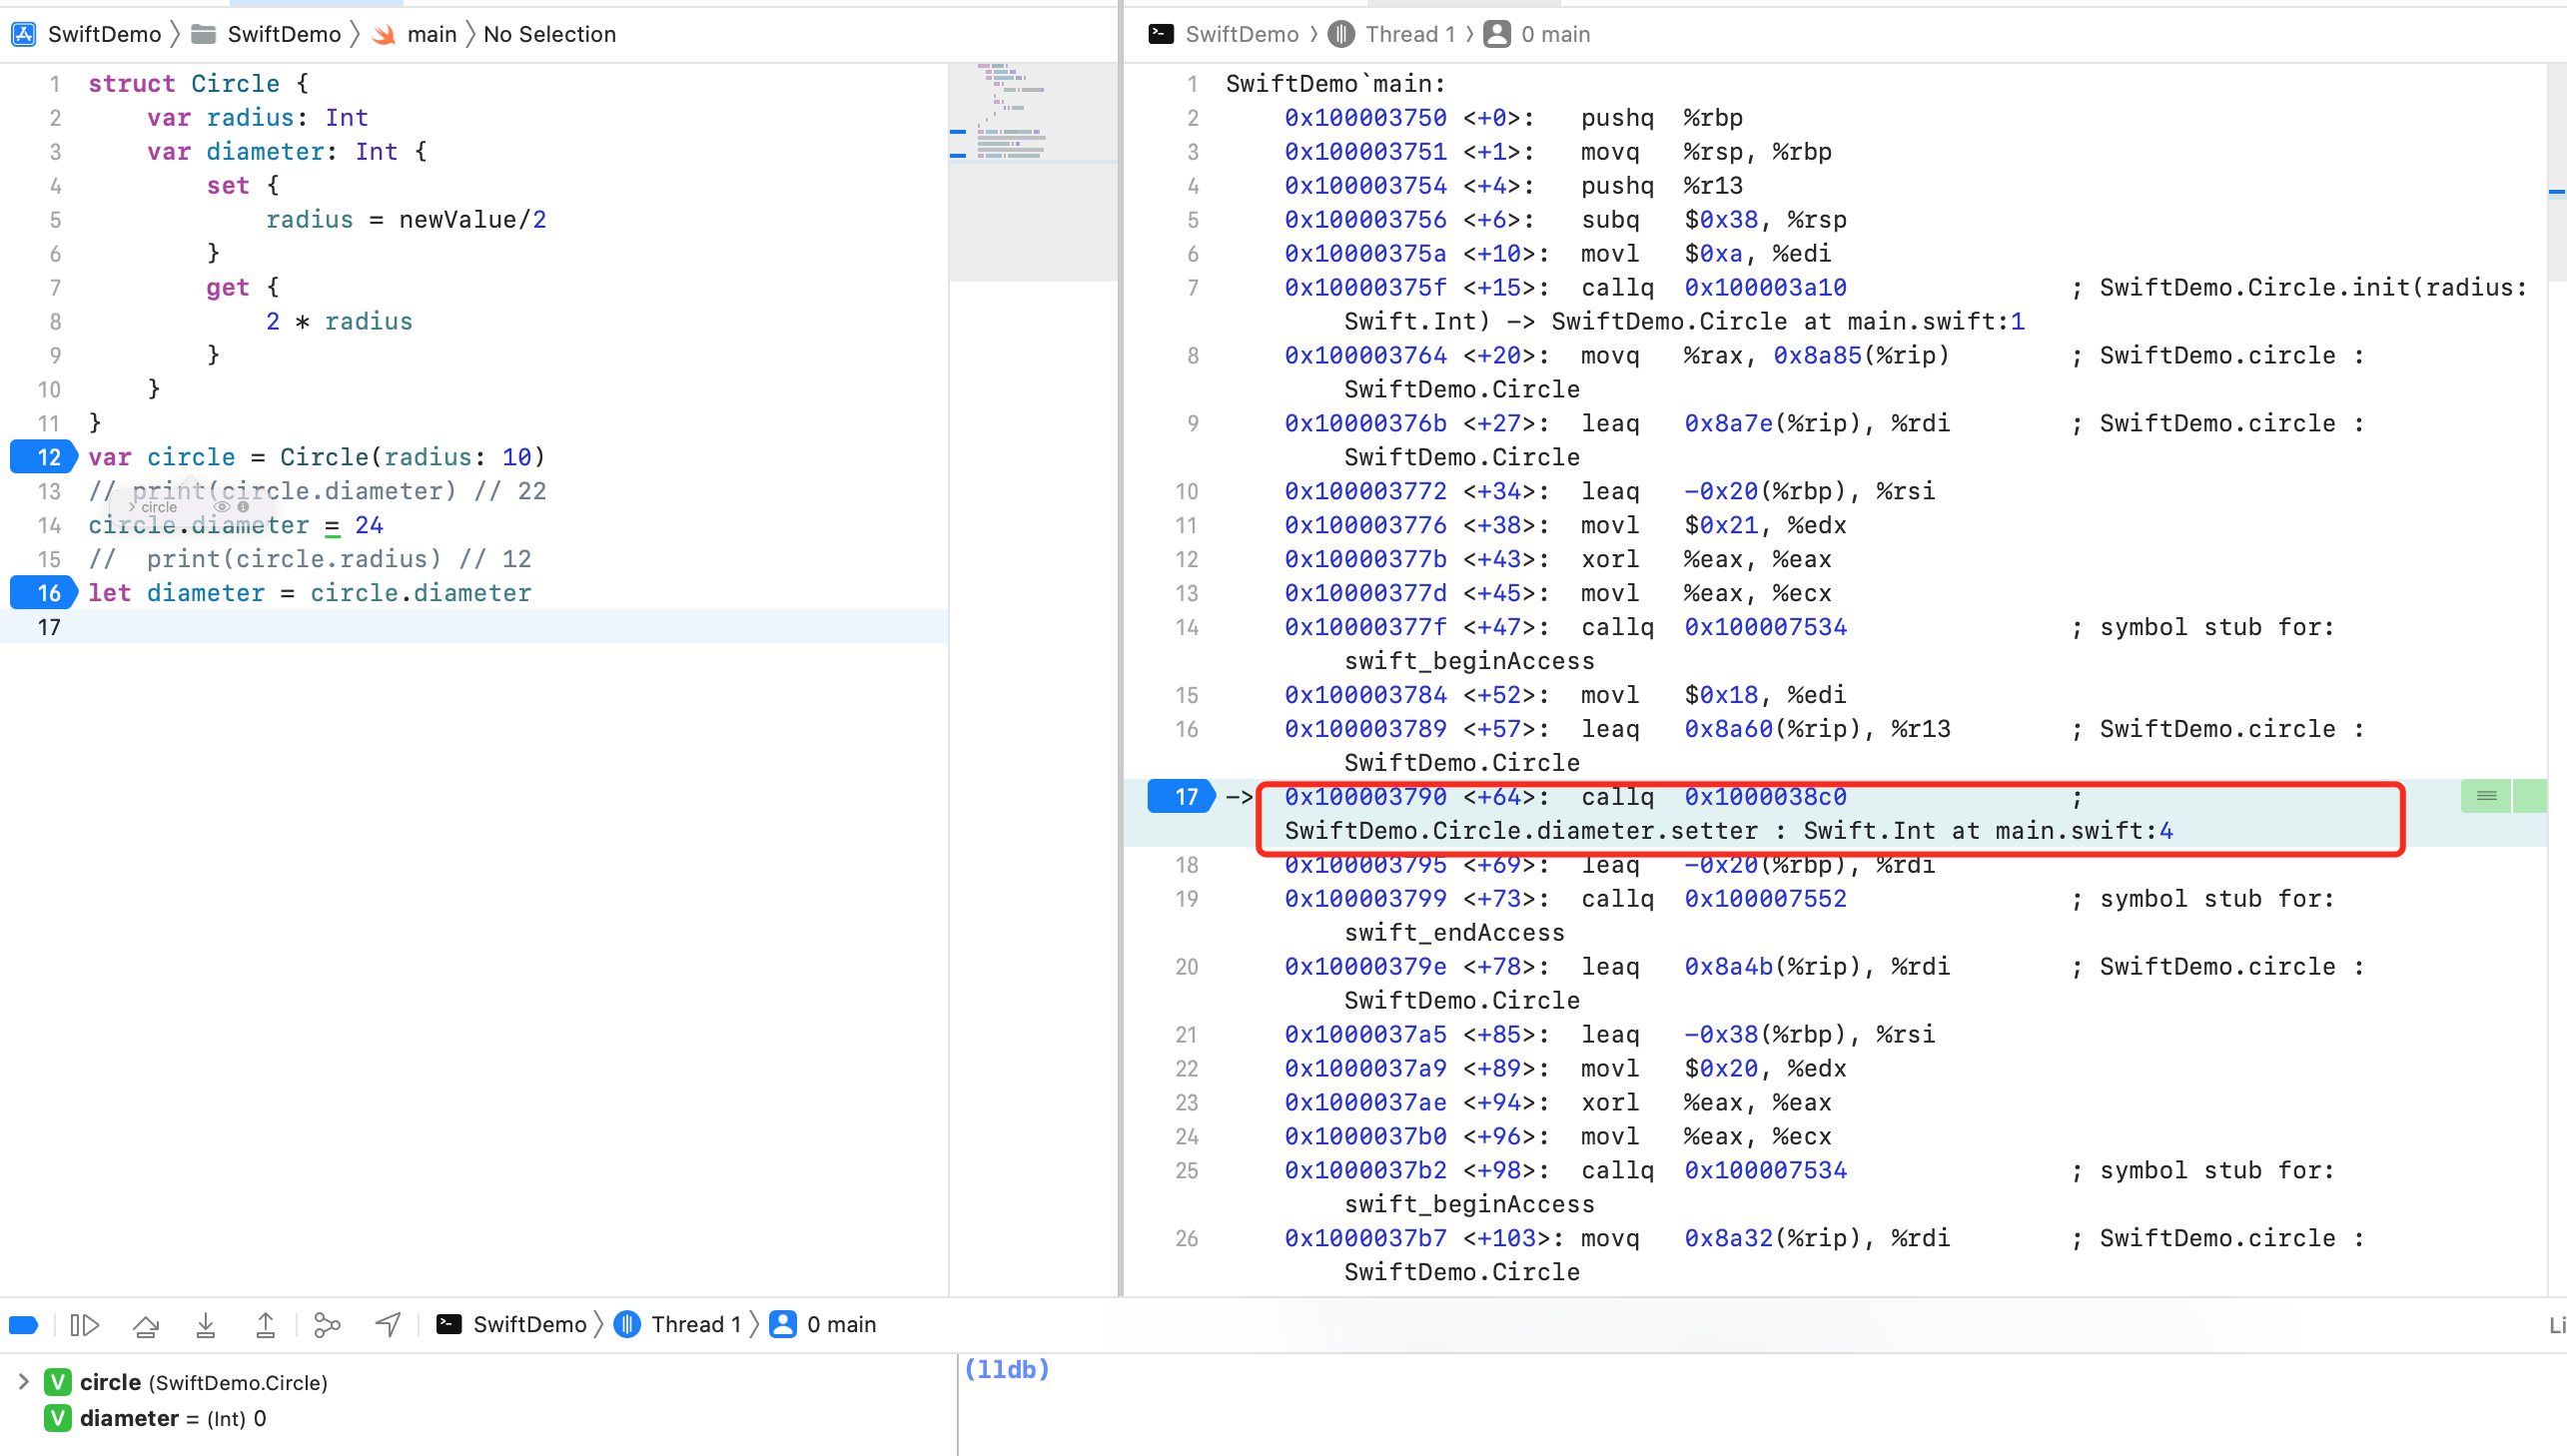 SwiftDemo 〉 SwiftDemo 〉 main 〉 No Selection
1 struct Circle {
2     var radius: Int
3     var diameter: Int {
4         set {
5             radius = newValue/2
6         }
7         get {
8             2 * radius
9         }
10     }
11 }
12 var circle = Circle(radius: 10)
13 // print(circle.diameter) // 22
> circle
14 circle.diameter = 24
15 //  print(circle.radius) // 12
16 let diameter = circle.diameter
17
SwiftDemo 〉 Thread 1 〉 0 main
1 SwiftDemo`main:
2     0x100003750 <+0>:   pushq  %rbp
3     0x100003751 <+1>:   movq   %rsp, %rbp
4     0x100003754 <+4>:   pushq  %r13
5     0x100003756 <+6>:   subq   $0x38, %rsp
6     0x10000375a <+10>:  movl   $0xa, %edi
7     0x10000375f <+15>:  callq  0x100003a10               ; SwiftDemo.Circle.init(radius:
Swift.Int) -> SwiftDemo.Circle at main.swift:1
8     0x100003764 <+20>:  movq   %rax, 0x8a85(%rip)        ; SwiftDemo.circle :
SwiftDemo.Circle
9     0x10000376b <+27>:  leaq   0x8a7e(%rip), %rdi        ; SwiftDemo.circle :
SwiftDemo.Circle
10     0x100003772 <+34>:  leaq   -0x20(%rbp), %rsi
11     0x100003776 <+38>:  movl   $0x21, %edx
12     0x10000377b <+43>:  xorl   %eax, %eax
13     0x10000377d <+45>:  movl   %eax, %ecx
14     0x10000377f <+47>:  callq  0x100007534               ; symbol stub for:
swift_beginAccess
15     0x100003784 <+52>:  movl   $0x18, %edi
16     0x100003789 <+57>:  leaq   0x8a60(%rip), %r13        ; SwiftDemo.circle :
SwiftDemo.Circle
17 -> 0x100003790 <+64>:  callq  0x1000038c0               ;
SwiftDemo.Circle.diameter.setter : Swift.Int at main.swift:4
18     0x100003795 <+69>:  leaq   -0x20(%rbp), %rdi
19     0x100003799 <+73>:  callq  0x100007552               ; symbol stub for:
swift_endAccess
20     0x10000379e <+78>:  leaq   0x8a4b(%rip), %rdi        ; SwiftDemo.circle :
SwiftDemo.Circle
21     0x1000037a5 <+85>:  leaq   -0x38(%rbp), %rsi
22     0x1000037a9 <+89>:  movl   $0x20, %edx
23     0x1000037ae <+94>:  xorl   %eax, %eax
24     0x1000037b0 <+96>:  movl   %eax, %ecx
25     0x1000037b2 <+98>:  callq  0x100007534               ; symbol stub for:
swift_beginAccess
26     0x1000037b7 <+103>: movq   0x8a32(%rip), %rdi        ; SwiftDemo.circle :
SwiftDemo.Circle
SwiftDemo 〉 Thread 1 〉 0 main
Li
> V circle (SwiftDemo.Circle)
V diameter = (Int) 0
(lldb)